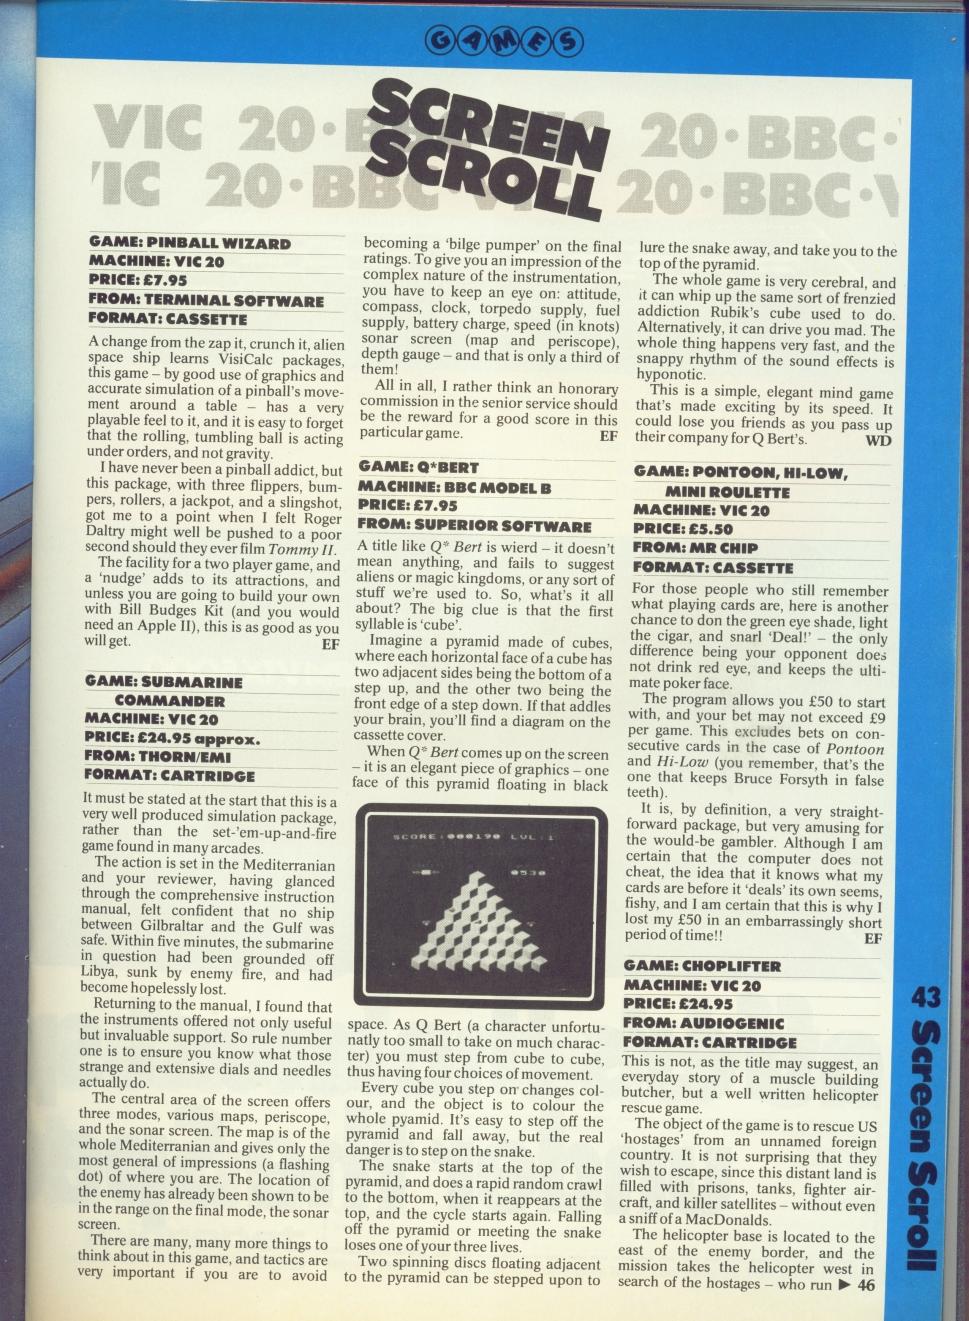 GAMES
VIC 20·B 20·BBC·
'IC 20·BBC·VIC 20·BBC·V
SCREEN
SCROLL
GAME: PINBALL WIZARD
MACHINE: VIC 20
PRICE: £7.95
FROM: TERMINAL SOFTWARE
FORMAT: CASSETTE
A change from the zap it, crunch it, alien
space ship learns VisiCalc packages,
this game – by good use of graphics and
accurate simulation of a pinball's move-
ment around a table – has a very
playable feel to it, and it is easy to forget
that the rolling, tumbling ball is acting
under orders, and not gravity.
I have never been a pinball addict, but
this package, with three flippers, bum-
pers, rollers, a jackpot, and a slingshot,
got me to a point when I felt Roger
Daltry might well be pushed to a poor
second should they ever film Tommy II.
The facility for a two player game, and
a 'nudge' adds to its attractions, and
unless you are going to build your own
with Bill Budges Kit (and you would
need an Apple II), this is as good as you
will get. EF
GAME: SUBMARINE
COMMANDER
MACHINE: VIC 20
PRICE: £24.95 approx.
FROM: THORN/EMI
FORMAT: CARTRIDGE
It must be stated at the start that this is a
very well produced simulation package,
rather than the set-'em-up-and-fire
game found in many arcades.
The action is set in the Mediterranean
and your reviewer, having glanced
through the comprehensive instruction
manual, felt confident that no ship
between Gilbraltar and the Gulf was
safe. Within five minutes, the submarine
in question had been grounded off
Libya, sunk by enemy fire, and had
become hopelessly lost.
Returning to the manual, I found that
the instruments offered not only useful
but invaluable support. So rule number
one is to ensure you know what those
strange and extensive dials and needles
actually do.
The central area of the screen offers
three modes, various maps, periscope,
and the sonar screen. The map is of the
whole Mediterranean and gives only the
most general of impressions (a flashing
dot) of where you are. The location of
the enemy has already been shown to be
in the range on the final mode, the sonar
screen.
There are many, many more things to
think about in this game, and tactics are
very important if you are to avoid
becoming a 'bilge pumper' on the final
ratings. To give you an impression of the
complex nature of the instrumentation,
you have to keep an eye on: attitude,
compass, clock, torpedo supply, fuel
supply, battery charge, speed (in knots)
sonar screen (map and periscope),
depth gauge – and that is only a third of
them!
All in all, I rather think an honorary
commission in the senior service should
be the reward for a good score in this
particular game. EF
GAME: Q*BERT
MACHINE: BBC MODEL B
PRICE: £7.95
FROM: SUPERIOR SOFTWARE
A title like Q* Bert is wierd – it doesn't
mean anything, and fails to suggest
aliens or magic kingdoms, or any sort of
stuff we're used to. So, what's it all
about? The big clue is that the first
syllable is 'cube'.
Imagine a pyramid made of cubes,
where each horizontal face of a cube has
two adjacent sides being the bottom of a
step up, and the other two being the
front edge of a step down. If that addles
your brain, you'll find a diagram on the
cassette cover.
When Q* Bert comes up on the screen
– it is an elegant piece of graphics – one
face of this pyramid floating in black
SCORE:000190 LVL:1
0530
space. As Q Bert (a character unfortu-
natly too small to take on much charac-
ter) you must step from cube to cube,
thus having four choices of movement.
Every cube you step on changes col-
our, and the object is to colour the
whole pyamid. It's easy to step off the
pyramid and fall away, but the real
danger is to step on the snake.
The snake starts at the top of the
pyramid, and does a rapid random crawl
to the bottom, when it reappears at the
top, and the cycle starts again. Falling
off the pyramid or meeting the snake
loses one of your three lives.
Two spinning discs floating adjacent
to the pyramid can be stepped upon to
lure the snake away, and take you to the
top of the pyramid.
The whole game is very cerebral, and
it can whip up the same sort of frenzied
addiction Rubik's cube used to do.
Alternatively, it can drive you mad. The
whole thing happens very fast, and the
snappy rhythm of the sound effects is
hyponotic.
This is a simple, elegant mind game
that's made exciting by its speed. It
could lose you friends as you pass up
their company for Q Bert's. WD
GAME: PONTOON, HI-LOW,
MINI ROULETTE
MACHINE: VIC 20
PRICE: £5.50
FROM: MR CHIP
FORMAT: CASSETTE
For those people who still remember
what playing cards are, here is another
chance to don the green eye shade, light
the cigar, and snarl 'Deal!' – the only
difference being your opponent does
not drink red eye, and keeps the ulti-
mate poker face.
The program allows you £50 to start
with, and your bet may not exceed £9
per game. This excludes bets on con-
secutive cards in the case of Pontoon
and Hi-Low (you remember, that's the
one that keeps Bruce Forsyth in false
teeth).
It is, by definition, a very straight-
forward package, but very amusing for
the would-be gambler. Although I am
certain that the computer does not
cheat, the idea that it knows what my
cards are before it 'deals' its own seems,
fishy, and I am certain that this is why I
lost my £50 in an embarrassingly short
period of time!! EF
GAME: CHOPLIFTER
MACHINE: VIC 20
PRICE: £24.95
FROM: AUDIOGENIC
FORMAT: CARTRIDGE
This is not, as the title may suggest, an
everyday story of a muscle building
butcher, but a well written helicopter
rescue game.
The object of the game is to rescue US
'hostages' from an unnamed foreign
country. It is not surprising that they
wish to escape, since this distant land is
filled with prisons, tanks, fighter air-
craft, and killer satellites – without even
a sniff of a MacDonalds.
The helicopter base is located to the
east of the enemy border, and the
mission takes the helicopter west in
search of the hostages – who run ▶ 46
43 Screen Scroll